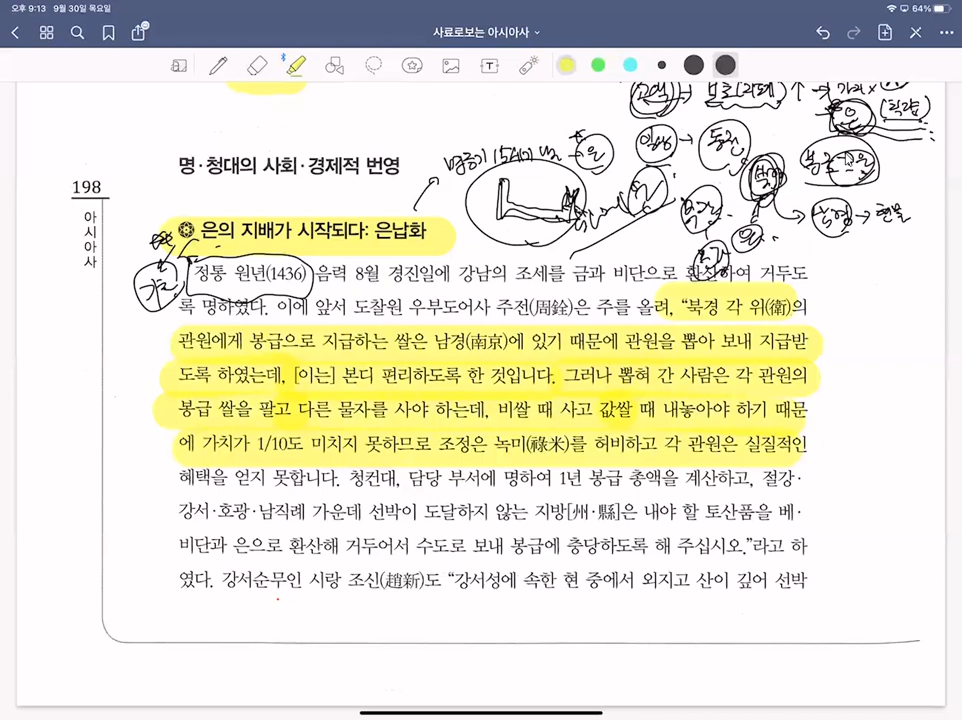 오후 9:13 9월 30일 목요일
64%
사료로보는 아시아사
명·청대의 사회·경제적 번영
198
아시아사
은의 지배가 시작되다: 은납화
정통 원년(1436) 음력 8월 경진일에 강남의 조세를 금과 비단으로 환산하여 거두도
록 명하였다. 이에 앞서 도찰원 우부도어사 주전(周銓)은 주를 올려, “북경 각 위(衛)의
관원에게 봉급으로 지급하는 쌀은 남경(南京)에 있기 때문에 관원을 뽑아 보내 지급받
도록 하였는데, [이는] 본디 편리하도록 한 것입니다. 그러나 뽑혀 간 사람은 각 관원의
봉급 쌀을 팔고 다른 물자를 사야 하는데, 비쌀 때 사고 값쌀 때 내놓아야 하기 때문
에 가치가 1/10도 미치지 못하므로 조정은 녹미(祿米)를 허비하고 각 관원은 실질적인
혜택을 얻지 못합니다. 청컨대, 담당 부서에 명하여 1년 봉급 총액을 계산하고, 절강·
강서·호광·남직례 가운데 선박이 도달하지 않는 지방[州·縣]은 내야 할 토산품을 베·
비단과 은으로 환산해 거두어서 수도로 보내 봉급에 충당하도록 해 주십시오.”라고 하
였다. 강서순무인 시랑 조신(趙新)도 “강서성에 속한 현 중에서 외지고 산이 깊어 선박